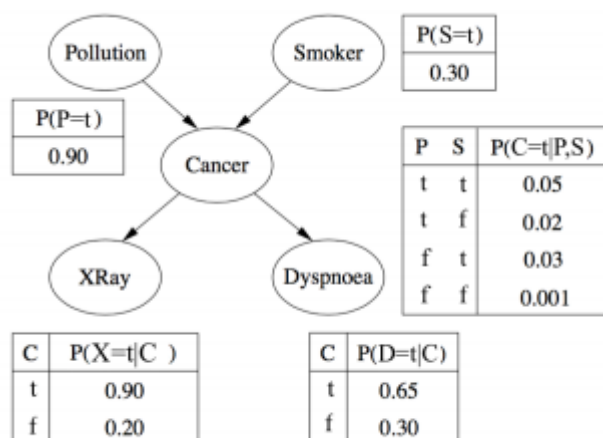 Pollution
Smoker
P(S=t)
0.30
P(P=t)
0.90
Cancer
P S P(C=t|P,S)
t t 0.05
t f 0.02
f t 0.03
f f 0.001
XRay
Dyspnoea
C P(X=t|C )
t 0.90
f 0.20
C P(D=t|C)
t 0.65
f 0.30